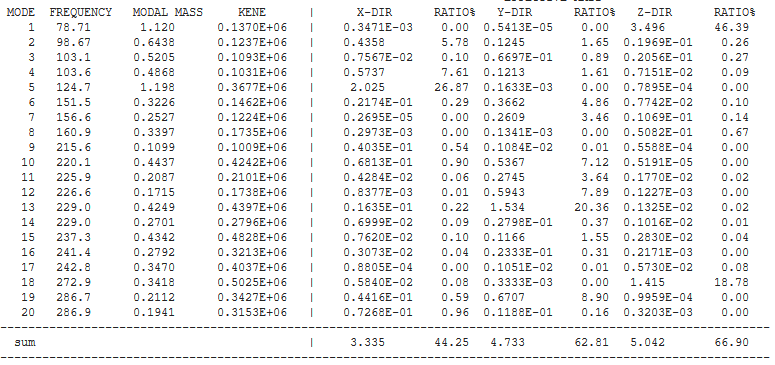 MODE FREQUENCY MODAL MASS KENE | X-DIR RATIO% Y-DIR RATIO% Z-DIR RATIO%
1 78.71 1.120 0.1370E+06 | 0.3471E-03 0.00 0.5413E-05 0.00 3.496 46.39
2 98.67 0.6438 0.1237E+06 | 0.4358 5.78 0.1245 1.65 0.1969E-01 0.26
3 103.1 0.5205 0.1093E+06 | 0.7567E-02 0.10 0.6697E-01 0.89 0.2056E-01 0.27
4 103.6 0.4868 0.1031E+06 | 0.5737 7.61 0.1213 1.61 0.7151E-02 0.09
5 124.7 1.198 0.3677E+06 | 2.025 26.87 0.1633E-03 0.00 0.7895E-04 0.00
6 151.5 0.3226 0.1462E+06 | 0.2174E-01 0.29 0.3662 4.86 0.7742E-02 0.10
7 156.6 0.2527 0.1224E+06 | 0.2695E-05 0.00 0.2609 3.46 0.1069E-01 0.14
8 160.9 0.3397 0.1735E+06 | 0.2973E-03 0.00 0.1341E-03 0.00 0.5082E-01 0.67
9 215.6 0.1099 0.1009E+06 | 0.4035E-01 0.54 0.1084E-02 0.01 0.5588E-04 0.00
10 220.1 0.4437 0.4242E+06 | 0.6813E-01 0.90 0.5367 7.12 0.5191E-05 0.00
11 225.9 0.2087 0.2101E+06 | 0.4284E-02 0.06 0.2745 3.64 0.1770E-02 0.02
12 226.6 0.1715 0.1738E+06 | 0.8377E-03 0.01 0.5943 7.89 0.1227E-03 0.00
13 229.0 0.4249 0.4397E+06 | 0.1635E-01 0.22 1.534 20.36 0.1325E-02 0.02
14 229.0 0.2701 0.2796E+06 | 0.6999E-02 0.09 0.2798E-01 0.37 0.1016E-02 0.01
15 237.3 0.4342 0.4828E+06 | 0.7620E-02 0.10 0.1166 1.55 0.2830E-02 0.04
16 241.4 0.2792 0.3213E+06 | 0.3073E-02 0.04 0.2333E-01 0.31 0.2171E-03 0.00
17 242.8 0.3470 0.4037E+06 | 0.8805E-04 0.00 0.1051E-02 0.01 0.5730E-02 0.08
18 272.9 0.3418 0.5025E+06 | 0.5840E-02 0.08 0.3333E-03 0.00 1.415 18.78
19 286.7 0.2112 0.3427E+06 | 0.4416E-01 0.59 0.6707 8.90 0.9959E-04 0.00
20 286.9 0.1941 0.3153E+06 | 0.7268E-01 0.96 0.1188E-01 0.16 0.3203E-03 0.00
sum | 3.335 44.25 4.733 62.81 5.042 66.90